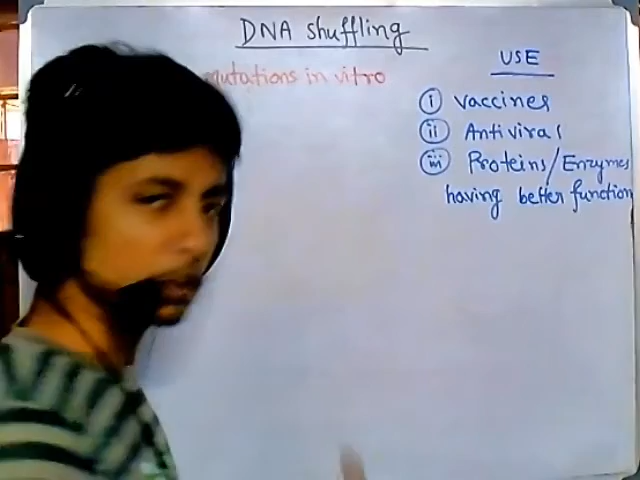 DNA shuffling
mutations in vitro
USE
i vaccines
ii Antiviral
iii Proteins/Enzymes
having better function